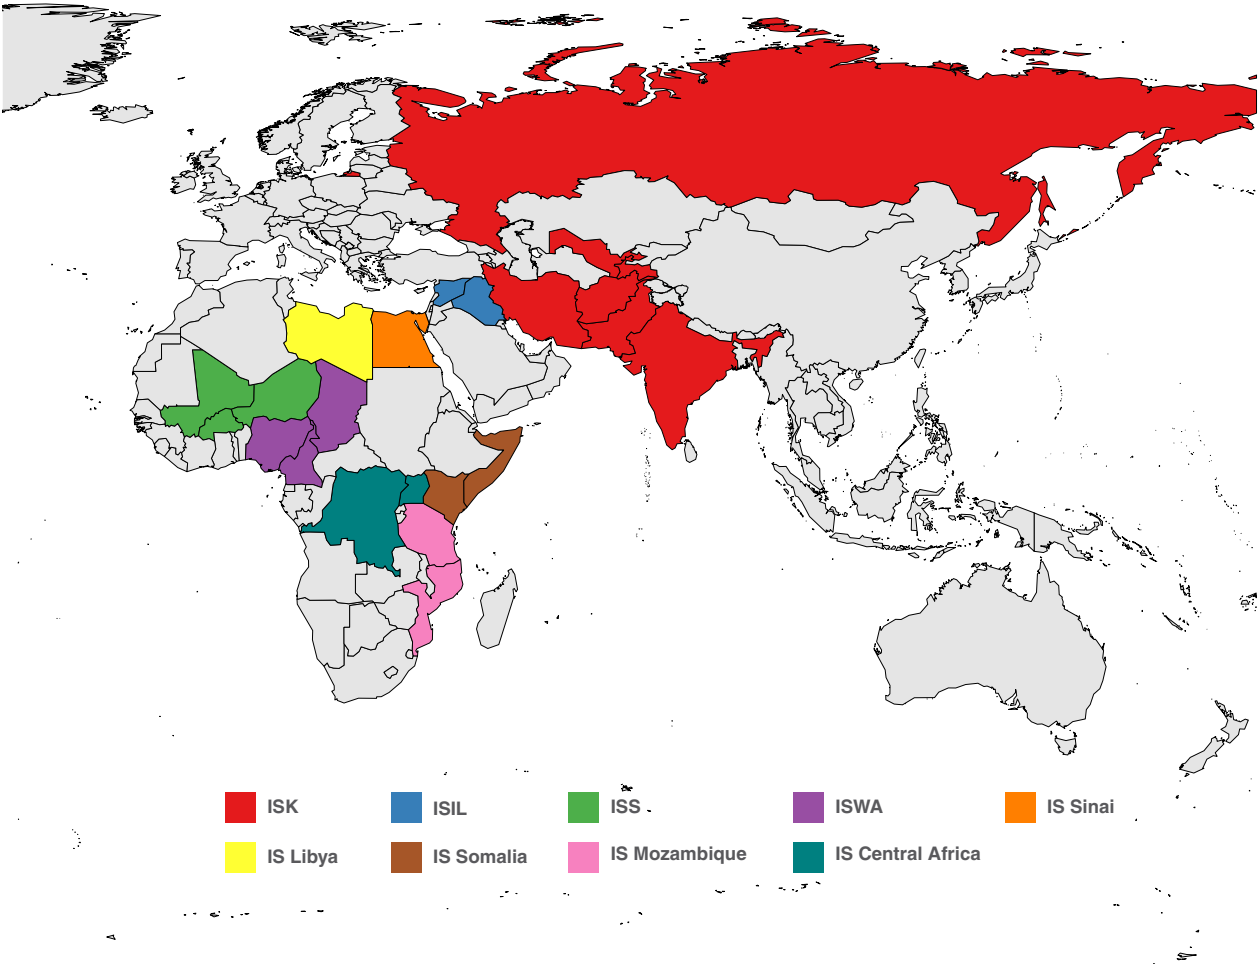 ISK
ISIL
ISS
ISWA
IS Sinai
IS Libya
IS Somalia
IS Mozambique
IS Central Africa